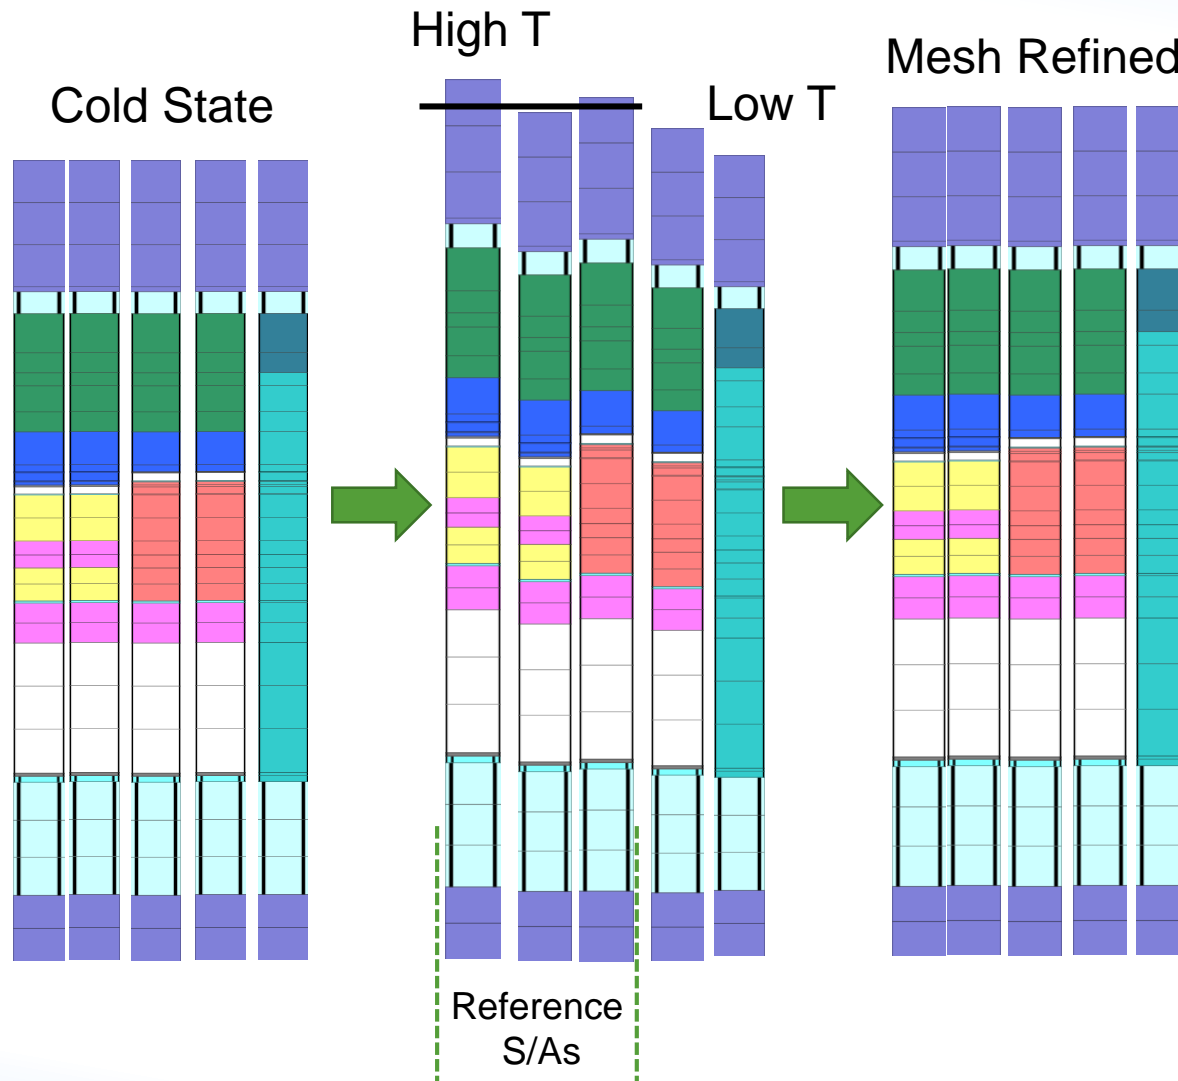 High T
Mesh Refined
Cold State
Low T
Reference
S/As